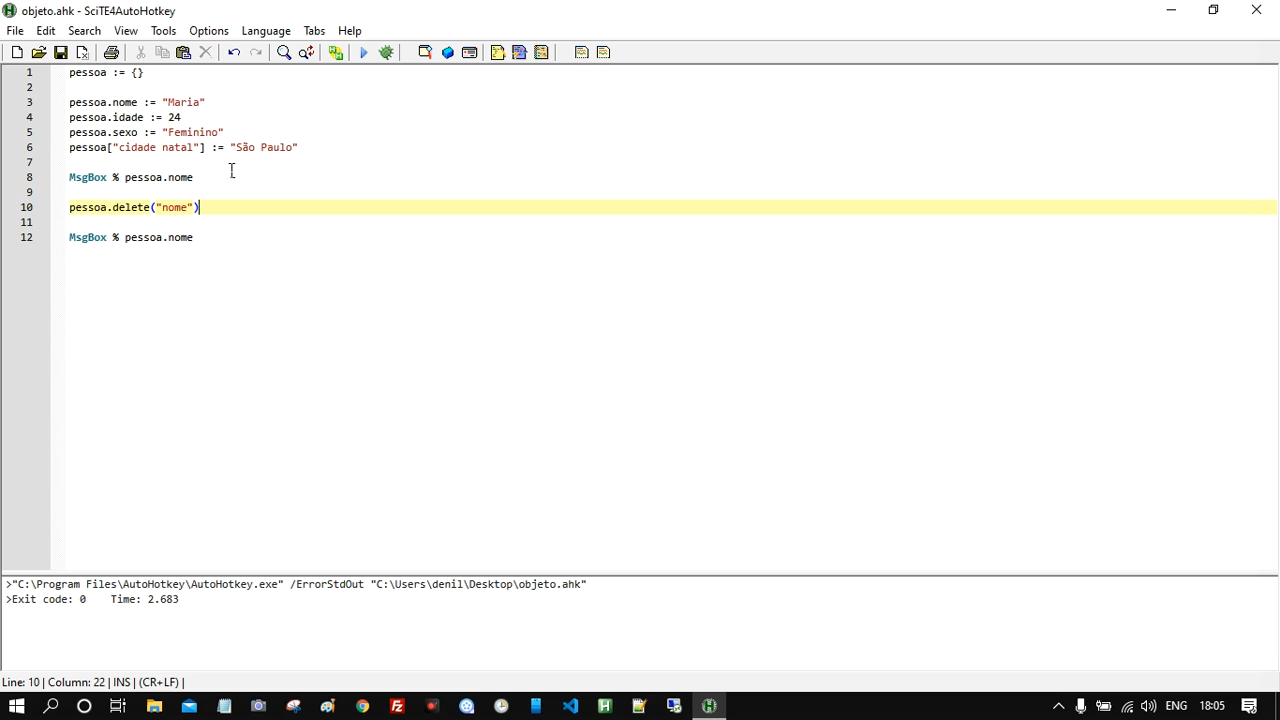 objeto.ahk - SciTE4AutoHotkey
File Edit Search View Tools Options Language Tabs Help
1 pessoa := {}
2
3 pessoa.nome := "Maria"
4 pessoa.idade := 24
5 pessoa.sexo := "Feminino"
6 pessoa["cidade natal"] := "São Paulo"
7
8 MsgBox % pessoa.nome
9
10 pessoa.delete("nome")
11
12 MsgBox % pessoa.nome
>"C:\Program Files\AutoHotkey\AutoHotkey.exe" /ErrorStdOut "C:\Users\denil\Desktop\objeto.ahk"
>Exit code: 0 Time: 2.683
Line: 10 | Column: 22 | INS | (CR+LF) |
ENG 18:05